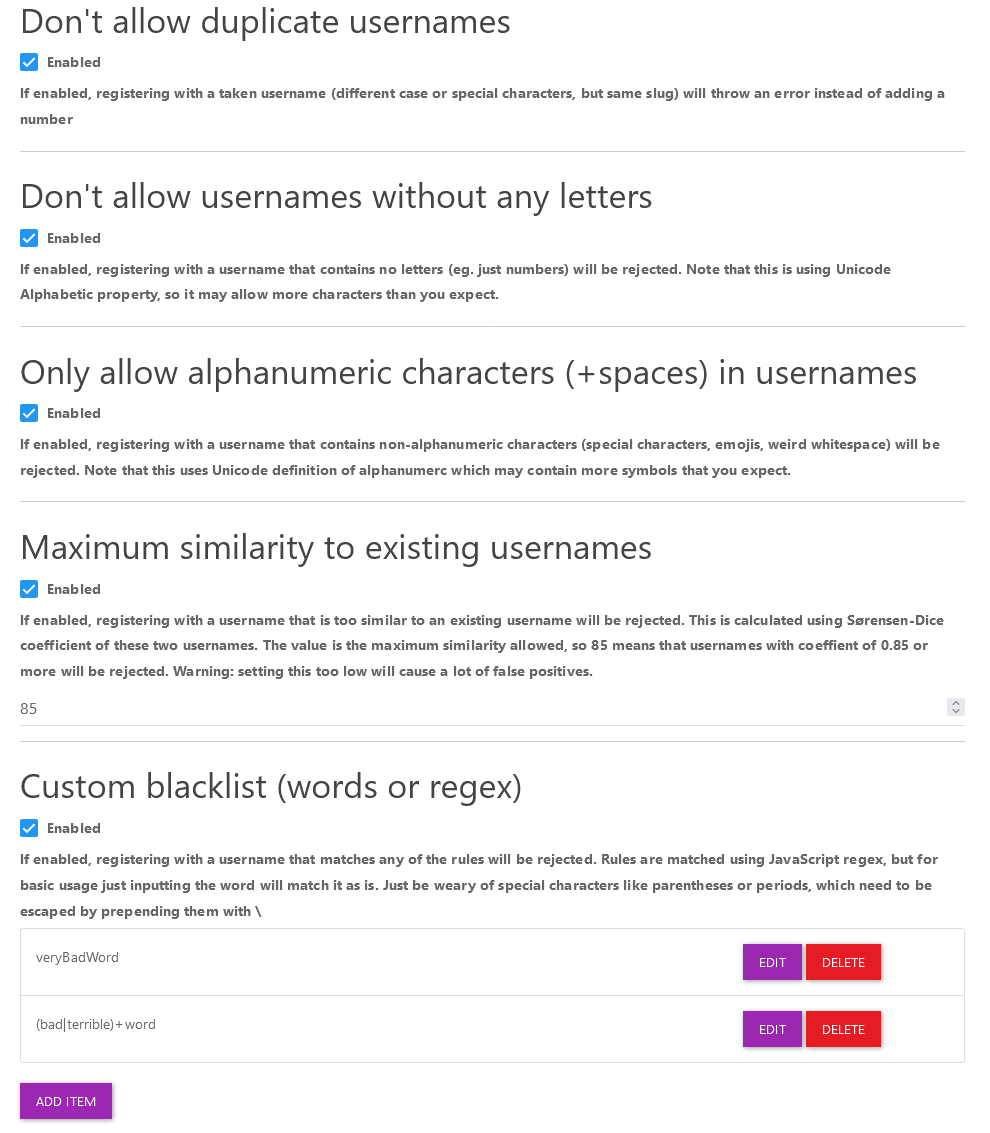 Don't allow duplicate usernames
Enabled
If enabled, registering with a taken username (different case or special characters, but same slug) will throw an error instead of adding a
number
Don't allow usernames without any letters
Enabled
If enabled, registering with a username that contains no letters (eg. just numbers) will be rejected. Note that this is using Unicode
Alphabetic property, so it may allow more characters than you expect.
Only allow alphanumeric characters (+spaces) in usernames
Enabled
If enabled, registering with a username that contains non-alphanumeric characters (special characters, emojis, weird whitespace) will be
rejected. Note that this uses Unicode definition of alphanumerc which may contain more symbols that you expect.
Maximum similarity to existing usernames
Enabled
If enabled, registering with a username that is too similar to an existing username will be rejected. This is calculated using Sørensen-Dice
coefficient of these two usernames. The value is the maximum similarity allowed, so 85 means that usernames with coeffient of 0.85 or
more will be rejected. Warning: setting this too low will cause a lot of false positives.
85
Custom blacklist (words or regex)
Enabled
If enabled, registering with a username that matches any of the rules will be rejected. Rules are matched using JavaScript regex, but for
basic usage just inputting the word will match it as is. Just be weary of special characters like parentheses or periods, which need to be
escaped by prepending them with \
veryBadWord EDIT DELETE
(bad|terrible)+word EDIT DELETE
ADD ITEM